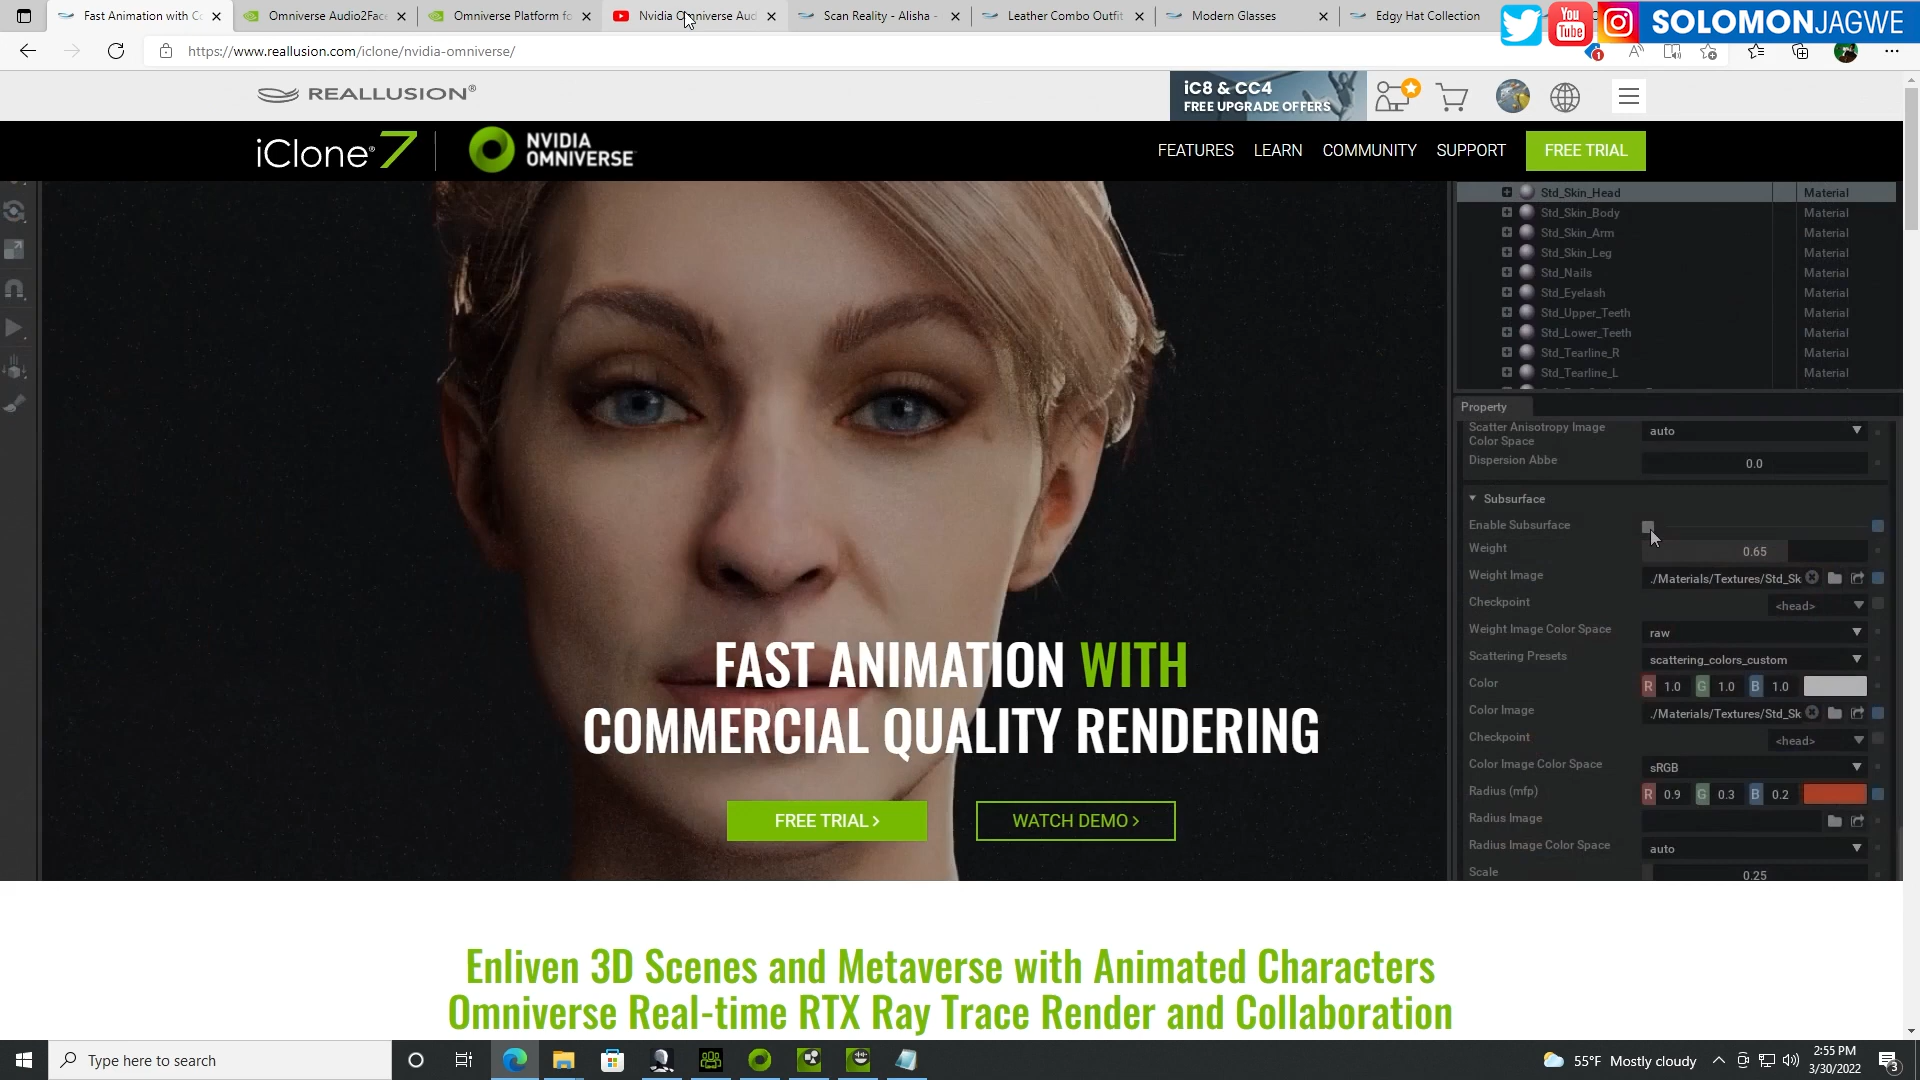 Fast Animation with Co
Omniverse Audio2Face
Omniverse Platform fo
Nvidia Omniverse Aud
Scan Reality - Alisha -
Leather Combo Outfit
Modern Glasses
Edgy Hat Collection
You
Tube
SOLOMONJAGWE
https://www.reallusion.com/iclone/nvidia-omniverse/
1
REALLUSION®
iC8 & CC4
FREE UPGRADE OFFERS
iClone® 7
NVIDIA
OMNIVERSE
FEATURES
LEARN
COMMUNITY
SUPPORT
FREE TRIAL
Std_Skin_Head Material
Std_Skin_Body Material
Std_Skin_Arm Material
Std_Skin_Leg Material
Std_Nails Material
Std_Eyelash Material
Std_Upper_Teeth Material
Std_Lower_Teeth Material
Std_Tearline_R Material
Std_Tearline_L Material
Property
Scatter Anisotropy Image
Color Space
auto
Dispersion Abbe 0.0
Subsurface
Enable Subsurface
Weight 0.65
Weight Image ./Materials/Textures/Std_Sk
Checkpoint <head>
Weight Image Color Space raw
Scattering Presets scattering_colors_custom
Color R 1.0 G 1.0 B 1.0
Color Image ./Materials/Textures/Std_Sk
Checkpoint <head>
Color Image Color Space sRGB
Radius (mfp) R 0.9 G 0.3 B 0.2
Radius Image
Radius Image Color Space auto
Scale 0.25
FAST ANIMATION WITH
COMMERCIAL QUALITY RENDERING
FREE TRIAL >
WATCH DEMO >
Enliven 3D Scenes and Metaverse with Animated Characters
Omniverse Real-time RTX Ray Trace Render and Collaboration
Type here to search
55°F Mostly cloudy
2:55 PM
3/30/2022
3